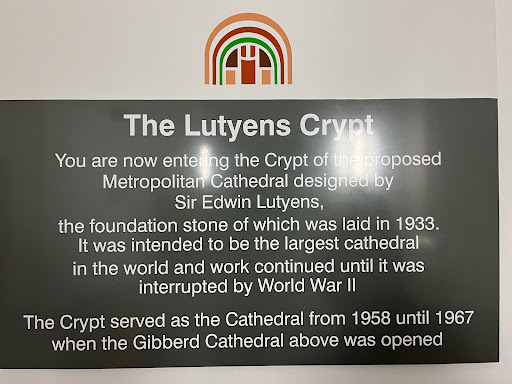 The Lutyens Crypt
You are now entering the Crypt of the proposed
Metropolitan Cathedral designed by
Sir Edwin Lutyens,
the foundation stone of which was laid in 1933.
It was intended to be the largest cathedral
in the world and work continued until it was
interrupted by World War II
The Crypt served as the Cathedral from 1958 until 1967
when the Gibberd Cathedral above was opened